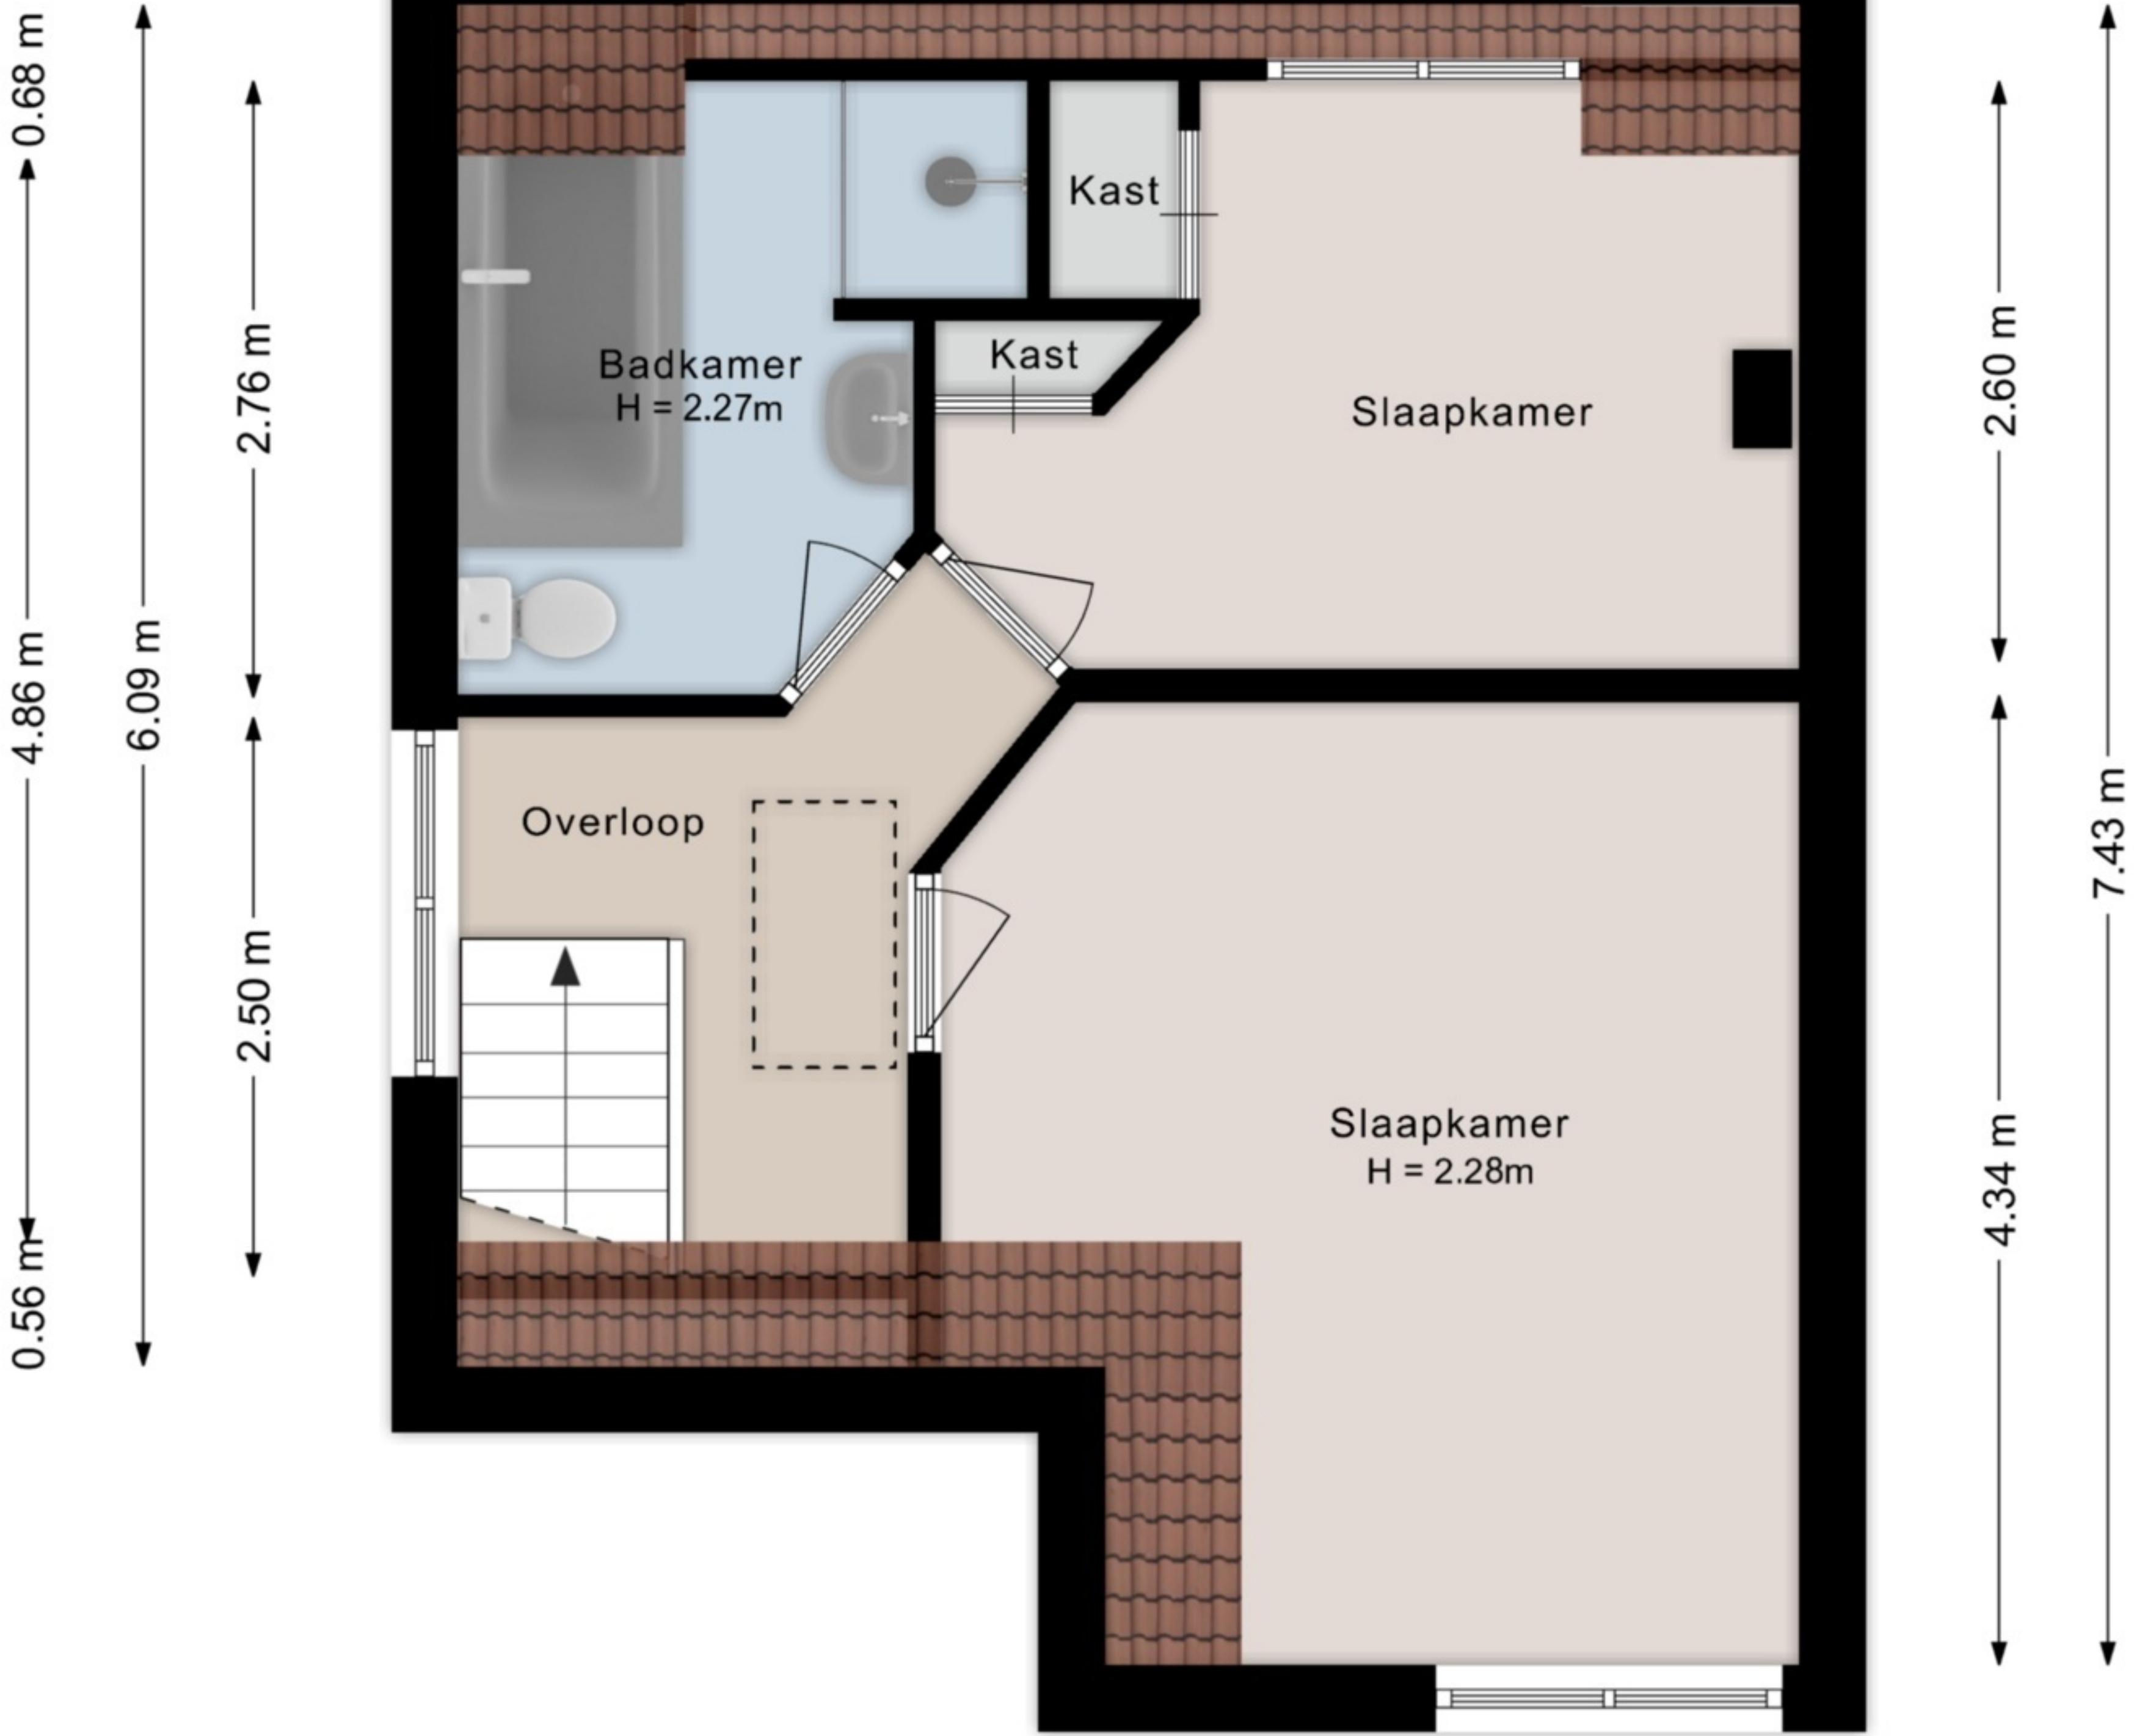 0.68 m
4.86 m
0.56 m
6.09 m
2.76 m
2.50 m
Badkamer
H = 2.27m
Kast
Kast
Slaapkamer
Overloop
Slaapkamer
H = 2.28m
2.60 m
4.34 m
7.43 m